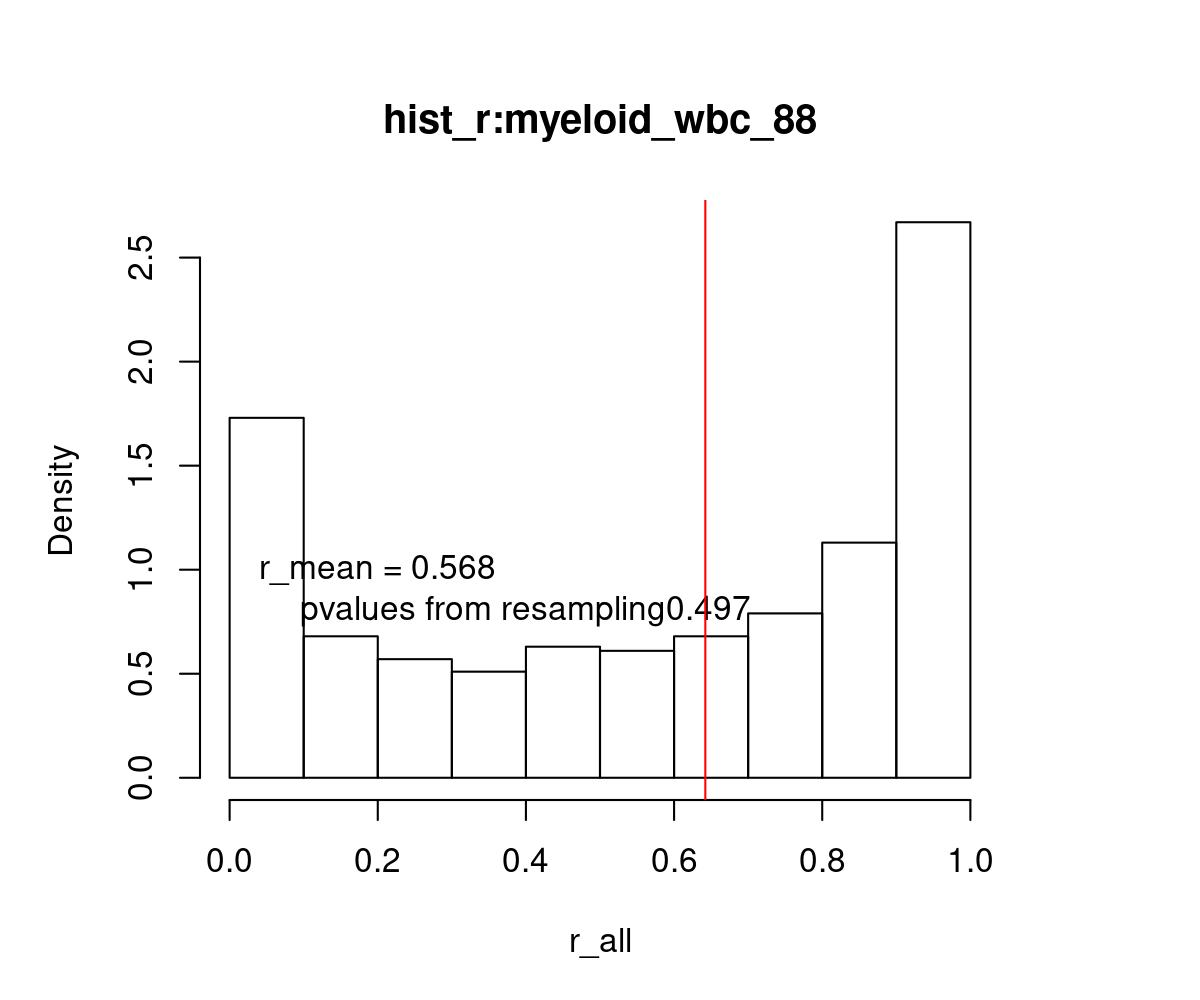 hist_r:myeloid_wbc_88
Density
2.5
2.0
1.5
1.0
0.5
0.0
r_mean = 0.568
pvalues from resampling0.497
0.0 0.2 0.4 0.6 0.8 1.0
r_all